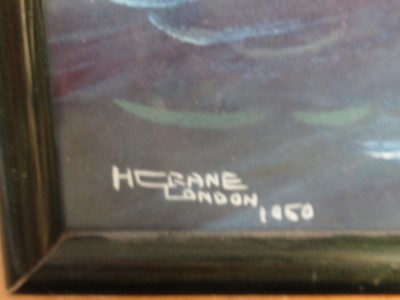 H CRANE
LONDON, 1950